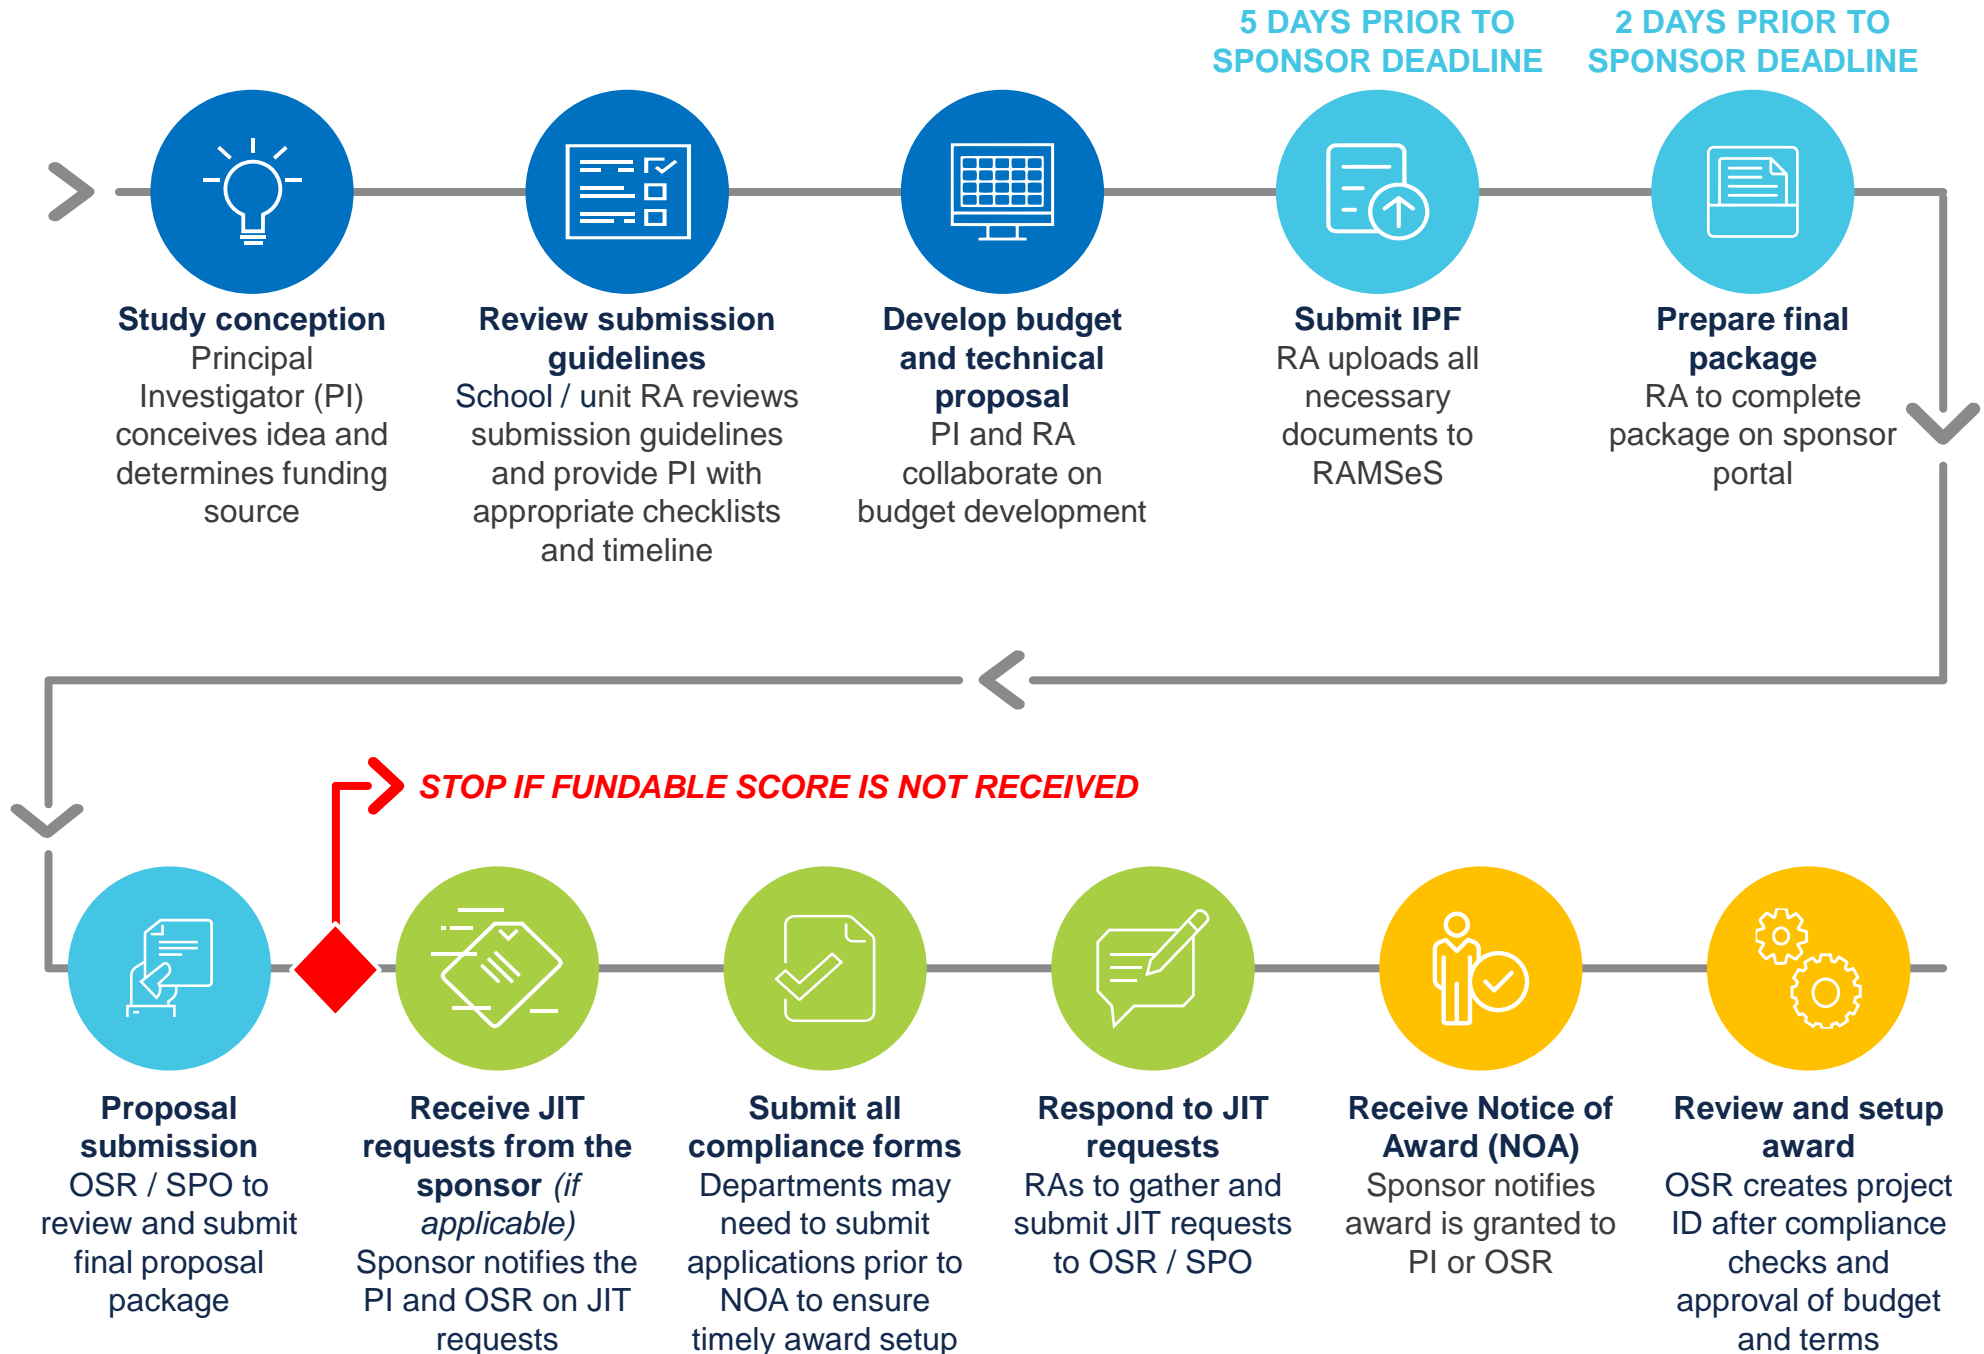 5 DAYS PRIOR TO
SPONSOR DEADLINE
2 DAYS PRIOR TO
SPONSOR DEADLINE
Study conception
Principal
Investigator (PI)
conceives idea and
determines funding
source
Review submission
guidelines
School / unit RA reviews
submission guidelines
and provide PI with
appropriate checklists
and timeline
Develop budget
and technical
proposal
PI and RA
collaborate on
budget development
Submit IPF
RA uploads all
necessary
documents to
RAMSeS
Prepare final
package
RA to complete
package on sponsor
portal
STOP IF FUNDABLE SCORE IS NOT RECEIVED
Proposal
submission
OSR / SPO to
review and submit
final proposal
package
Receive JIT
requests from the
sponsor (if
applicable)
Sponsor notifies the
PI and OSR on JIT
requests
Submit all
compliance forms
Departments may
need to submit
applications prior to
NOA to ensure
timely award setup
Respond to JIT
requests
RAs to gather and
submit JIT requests
to OSR / SPO
Receive Notice of
Award (NOA)
Sponsor notifies
award is granted to
PI or OSR
Review and setup
award
OSR creates project
ID after compliance
checks and
approval of budget
and terms